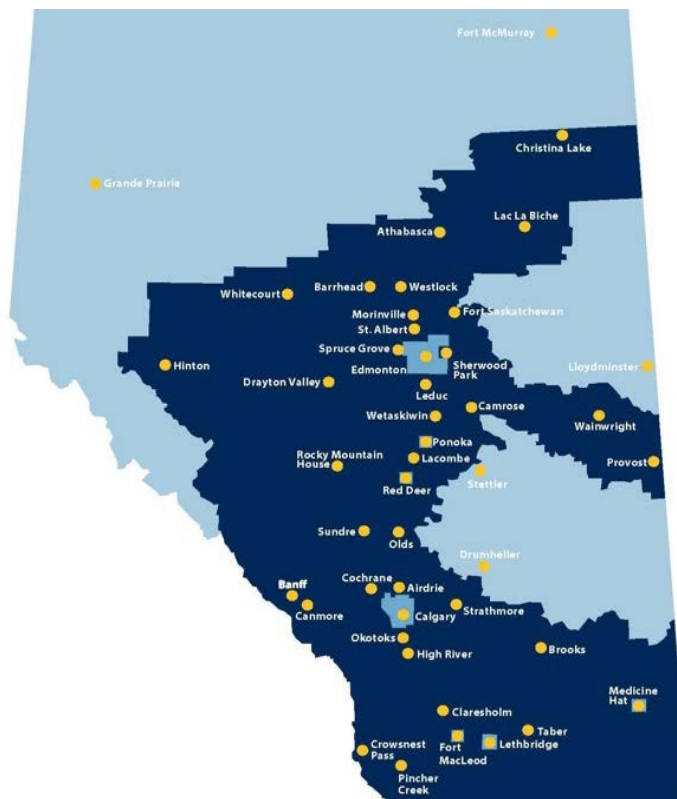 Fort McMurray
Christina Lake
Grande Prairie
Lac La Biche
Athabasca
Barrhead
Westlock
Whitecourt
Morinville
Fort Saskatchewan
St. Albert
Spruce Grove
Edmonton
Sherwood
Park
Hinton
Lloydminster
Drayton Valley
Leduc
Camrose
Wetaskiwin
Wainwright
Ponoka
Rocky Mountain
House
Lacombe
Provost
Red Deer
Stettler
Sundre
Olds
Drumheller
Banff
Cochrane
Airdrie
Canmore
Calgary
Strathmore
Okotoks
High River
Brooks
Medicine
Hat
Claresholm
Taber
Fort
MacLeod
Lethbridge
Crowsnest
Pass
Pincher
Creek